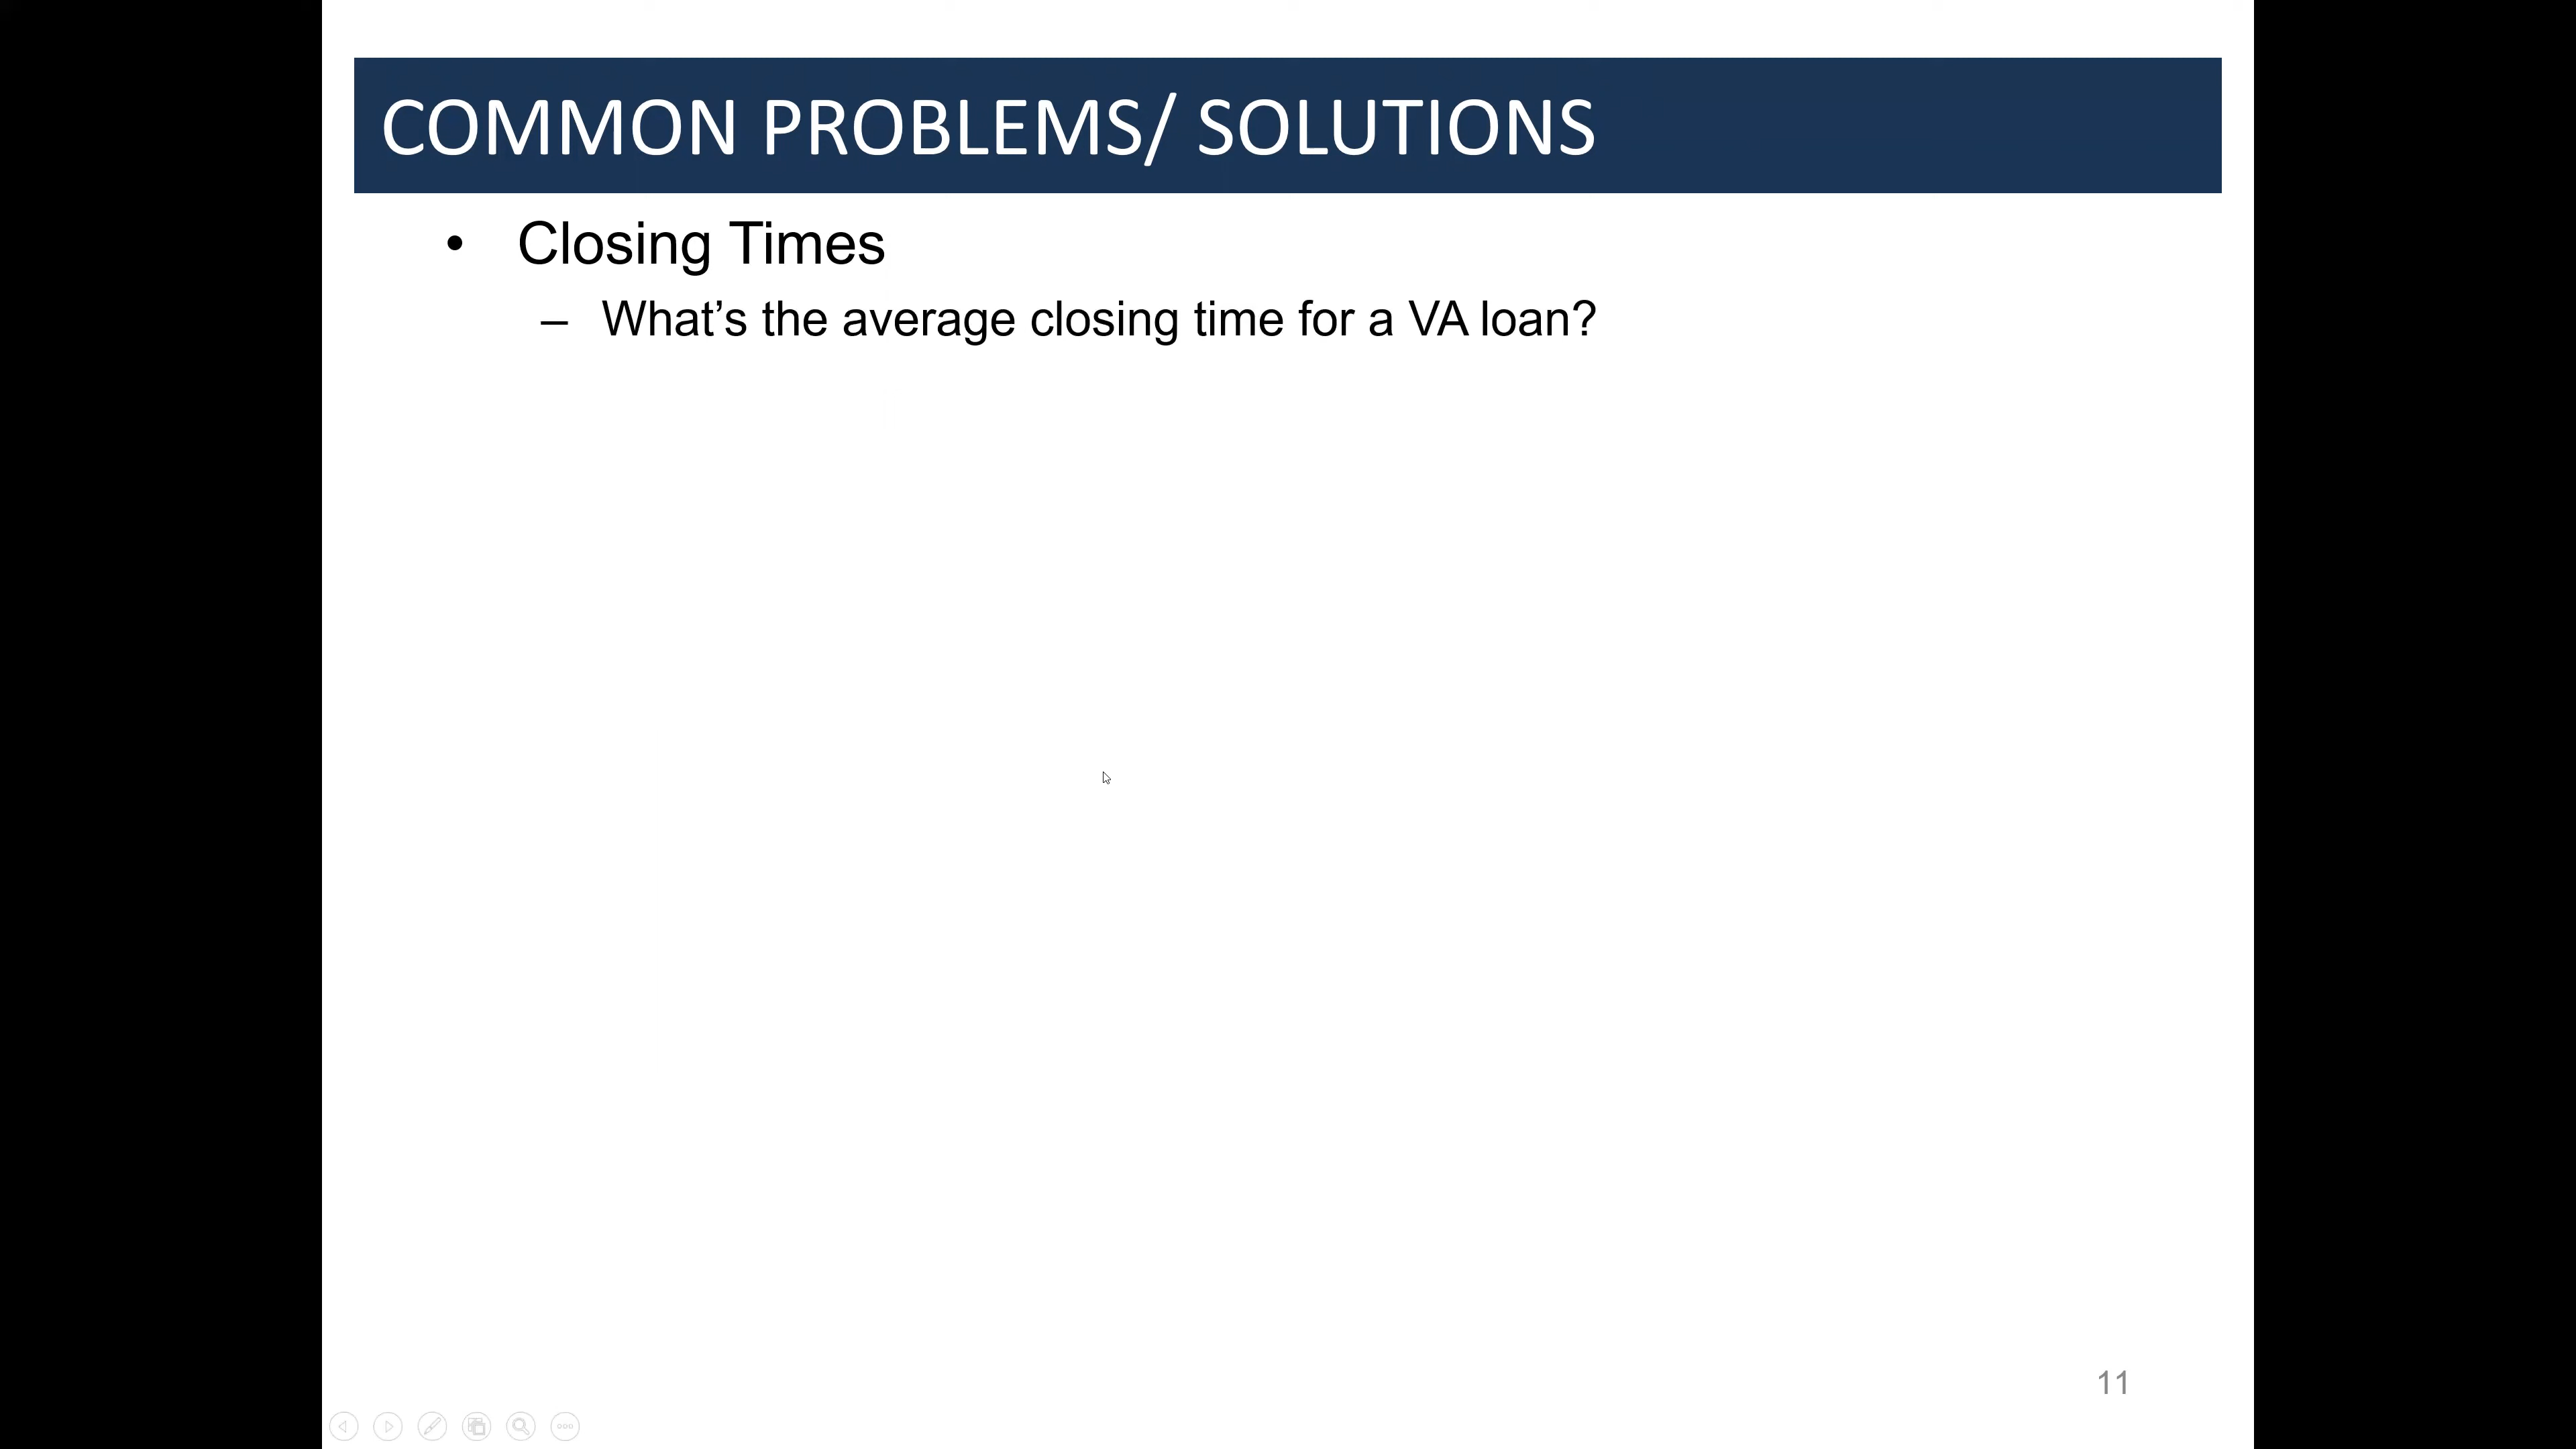 COMMON PROBLEMS/ SOLUTIONS
• Closing Times
– What’s the average closing time for a VA loan?
11